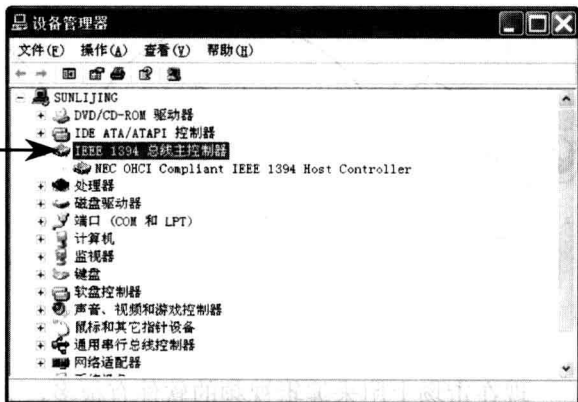 设备管理器
文件(F) 操作(A) 查看(V) 帮助(H)
SUNLIJING
DVD/CD-ROM 驱动器
IDE ATA/ATAPI 控制器
IEEE 1394 总线主控制器
NEC OHCI Compliant IEEE 1394 Host Controller
处理器
磁盘驱动器
端口 (COM 和 LPT)
计算机
监视器
键盘
软盘控制器
声音、视频和游戏控制器
鼠标和其它指针设备
通用串行总线控制器
网络适配器